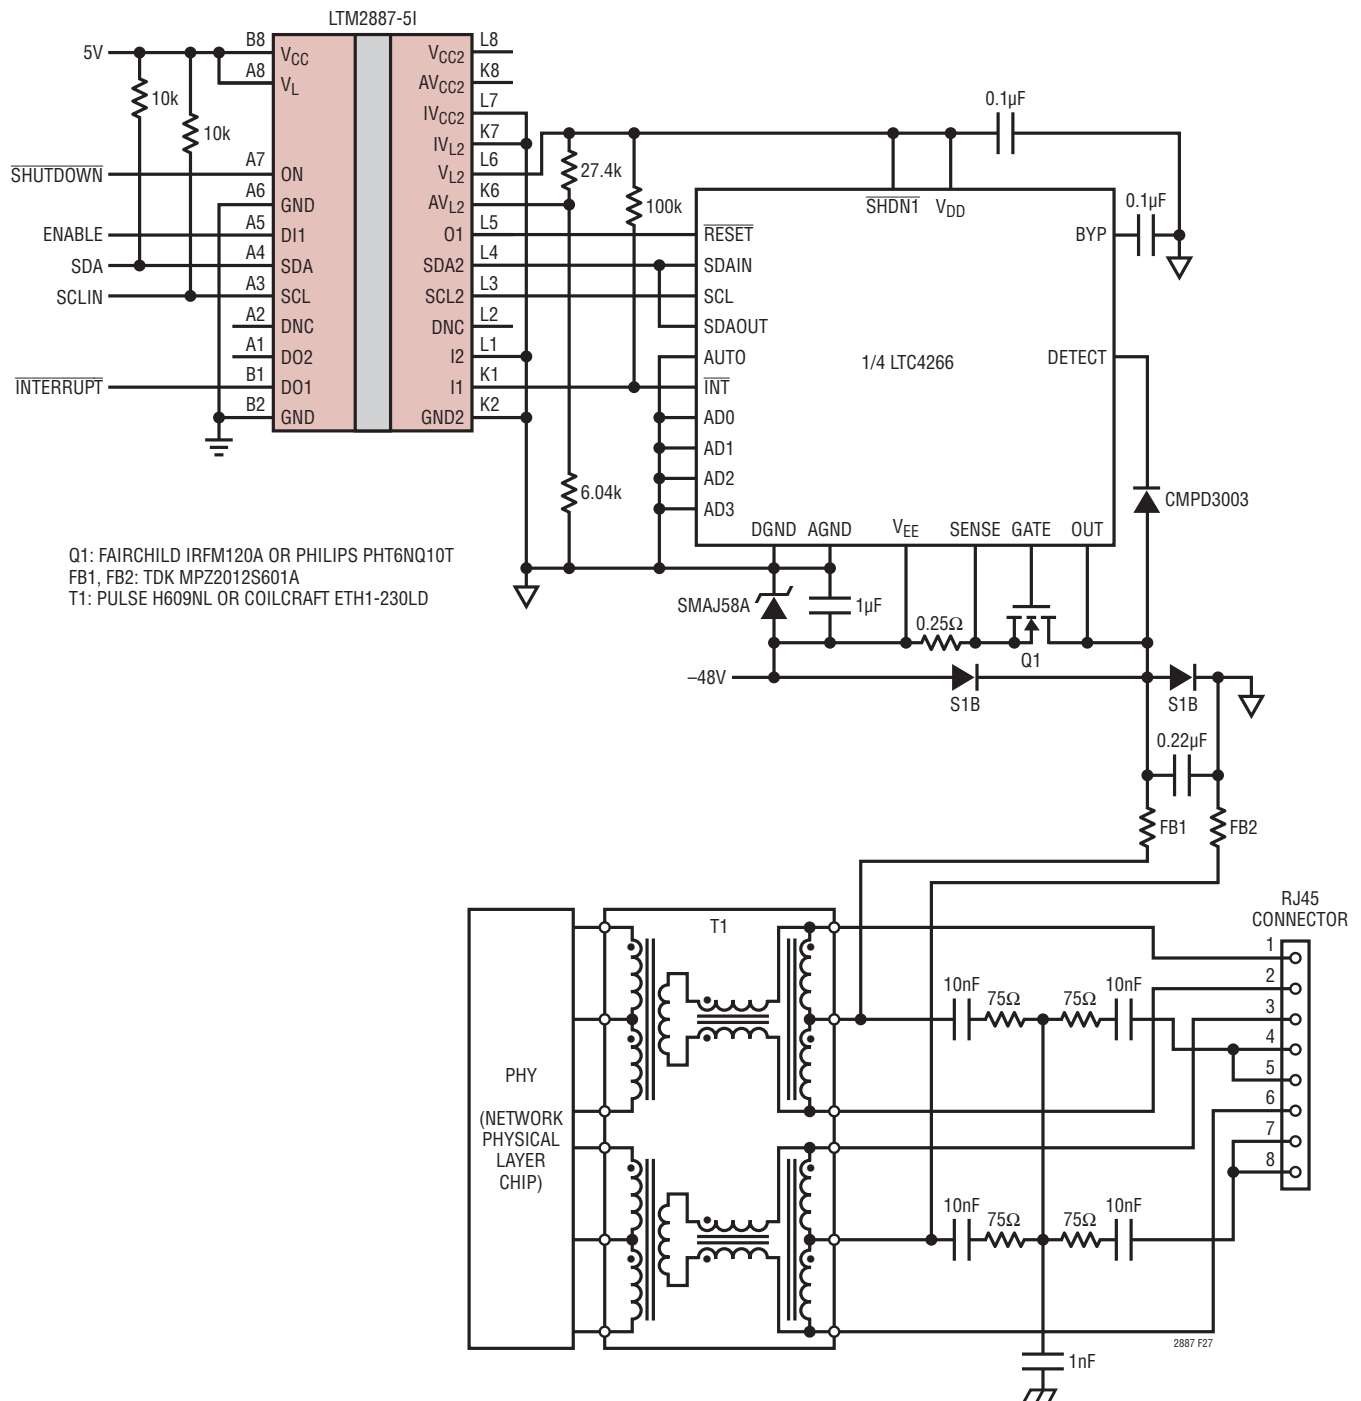 LTM2887-5I
5V
10k
10k
SHUTDOWN
ENABLE
SDA
SCLIN
INTERRUPT
B8
A8
A7
A6
A5
A4
A3
A2
A1
B1
B2
VCC
VL
ON
GND
DI1
SDA
SCL
DNC
DO2
DO1
GND
VCC2
AVCC2
IVCC2
IVL2
VL2
AVL2
O1
SDA2
SCL2
DNC
I2
I1
GND2
L8
K8
L7
K7
L6
K6
L5
L4
L3
L2
L1
K1
K2
27.4k
100k
6.04k
0.1µF
0.1µF
SHDN1
VDD
RESET
SDAIN
SCL
SDAOUT
AUTO
INT
AD0
AD1
AD2
AD3
1/4 LTC4266
BYP
DETECT
DGND
AGND
VEE
SENSE
GATE
OUT
CMPD3003
Q1: FAIRCHILD IRFM120A OR PHILIPS PHT6NQ10T
FB1, FB2: TDK MPZ2012S601A
T1: PULSE H609NL OR COILCRAFT ETH1-230LD
SMAJ58A
1µF
0.25Ω
Q1
–48V
S1B
S1B
0.22µF
FB1
FB2
RJ45
CONNECTOR
T1
PHY
(NETWORK
PHYSICAL
LAYER
CHIP)
10nF
75Ω
75Ω
10nF
1
2
3
4
5
6
7
8
10nF
75Ω
75Ω
10nF
2887 F27
1nF